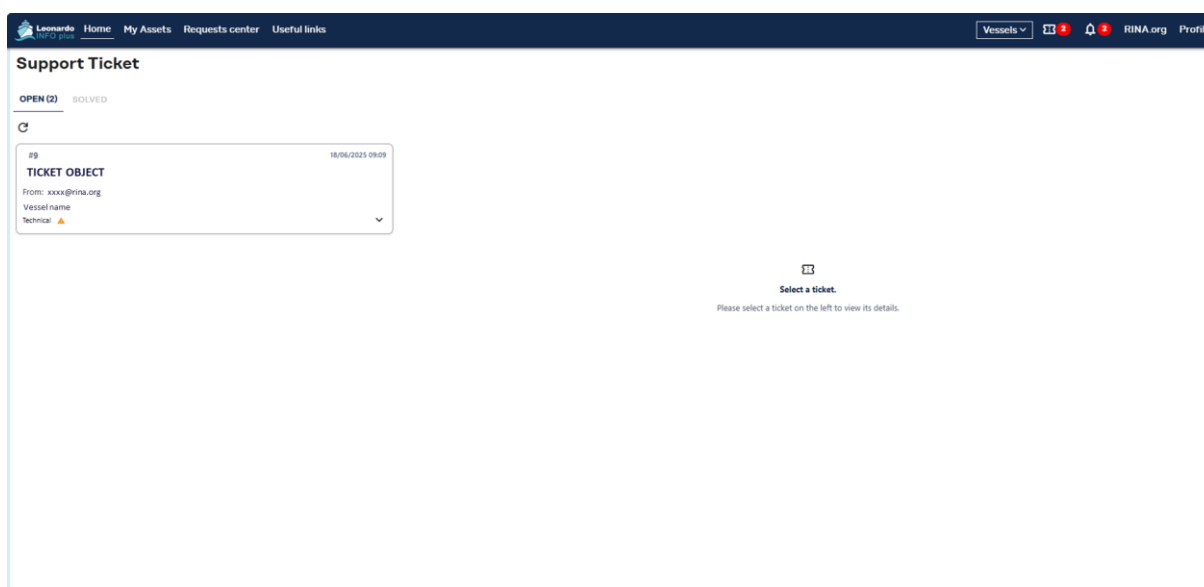 Leonardo
INFO plus
Home My Assets Requests center Useful links Vessels 2 2 RINA.org Profil
Support Ticket
OPEN (2) SOLVED
#9 18/06/2025 09:09
TICKET OBJECT
From: xxxx@rina.org
Vessel name
Technical
Select a ticket.
Please select a ticket on the left to view its details.